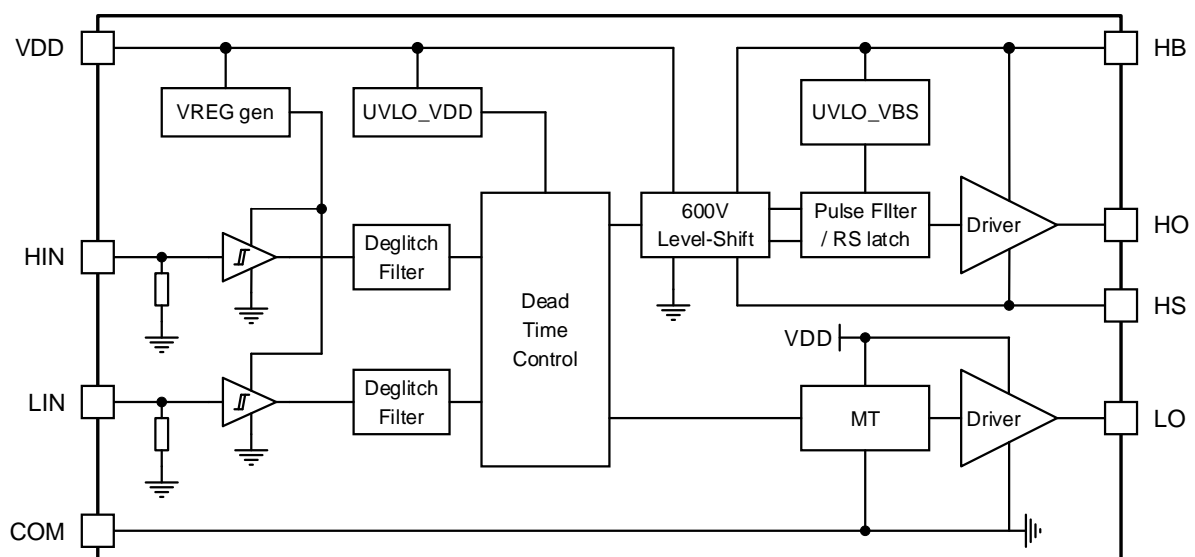 VDD
HB
VREG gen
UVLO_VDD
UVLO_VBS
HIN
Deglitch
Filter
600V
Level-Shift
Pulse FIlter
/ RS latch
Driver
HO
HS
Dead
Time
Control
VDD
LIN
Deglitch
Filter
MT
Driver
LO
COM